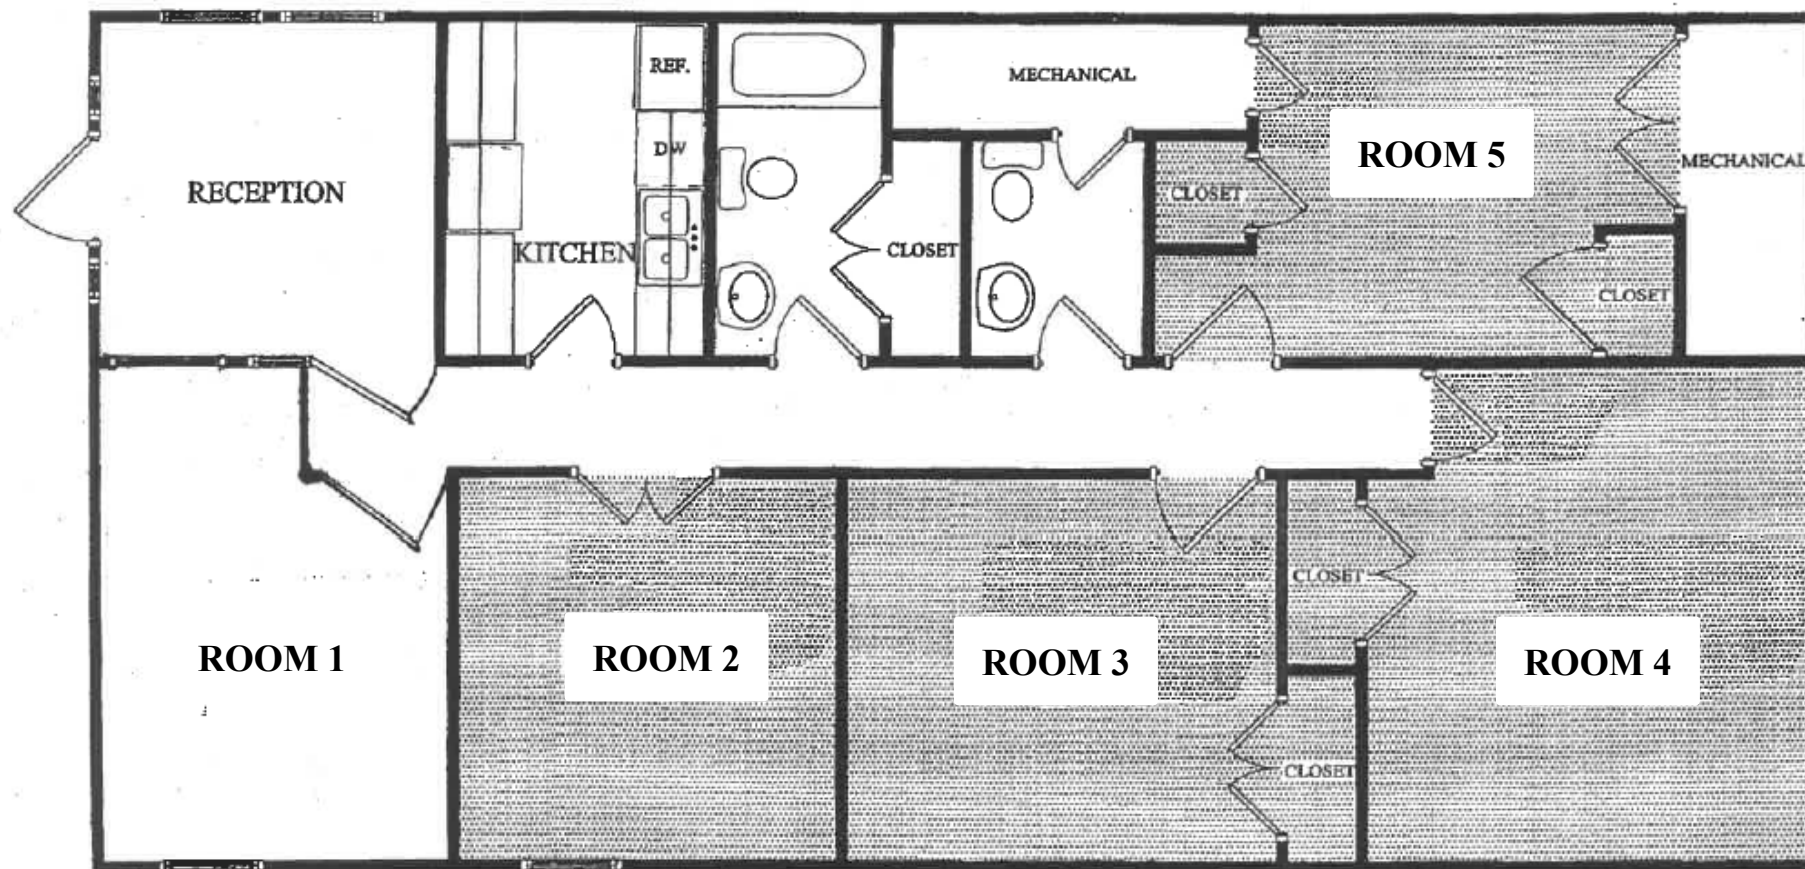 REF.
MECHANICAL
DW
ROOM 5
MECHANICAL
RECEPTION
CLOSET
KITCHEN
CLOSET
CLOSET
CLOSET
ROOM 1
ROOM 2
ROOM 3
ROOM 4
CLOSET